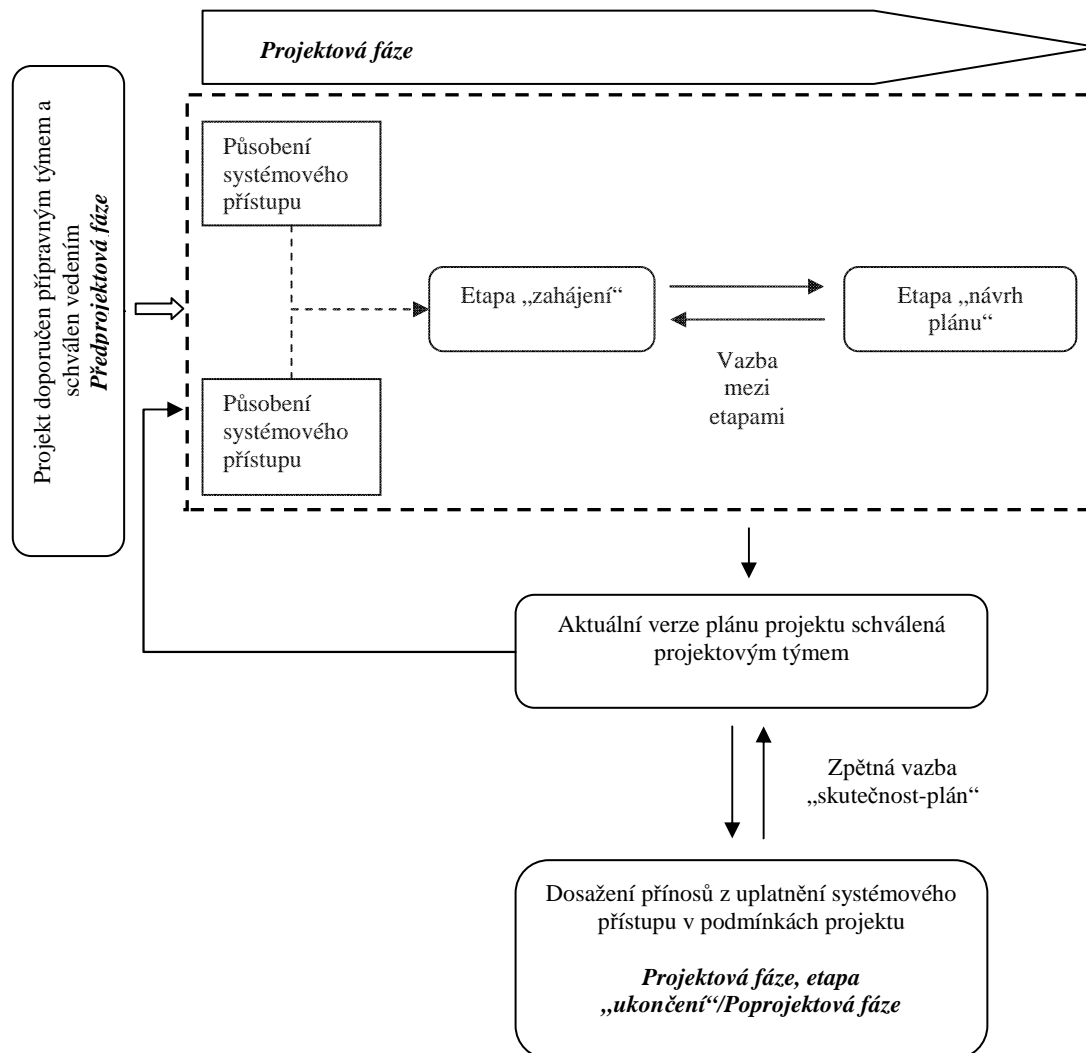 Projektová fáze
Projekt doporučen přípravným týmem a
schválen vedením
Předprojektová fáze
Působení
systémového
přístupu
Etapa „zahájení“
Etapa „návrh
plánu“
Vazba
mezi
etapami
Působení
systémového
přístupu
Aktuální verze plánu projektu schválená
projektovým týmem
Zpětná vazba
„skutečnost-plán“
Dosažení přínosů z uplatnění systémového
přístupu v podmínkách projektu
Projektová fáze, etapa
„ukončení“/Poprojektová fáze